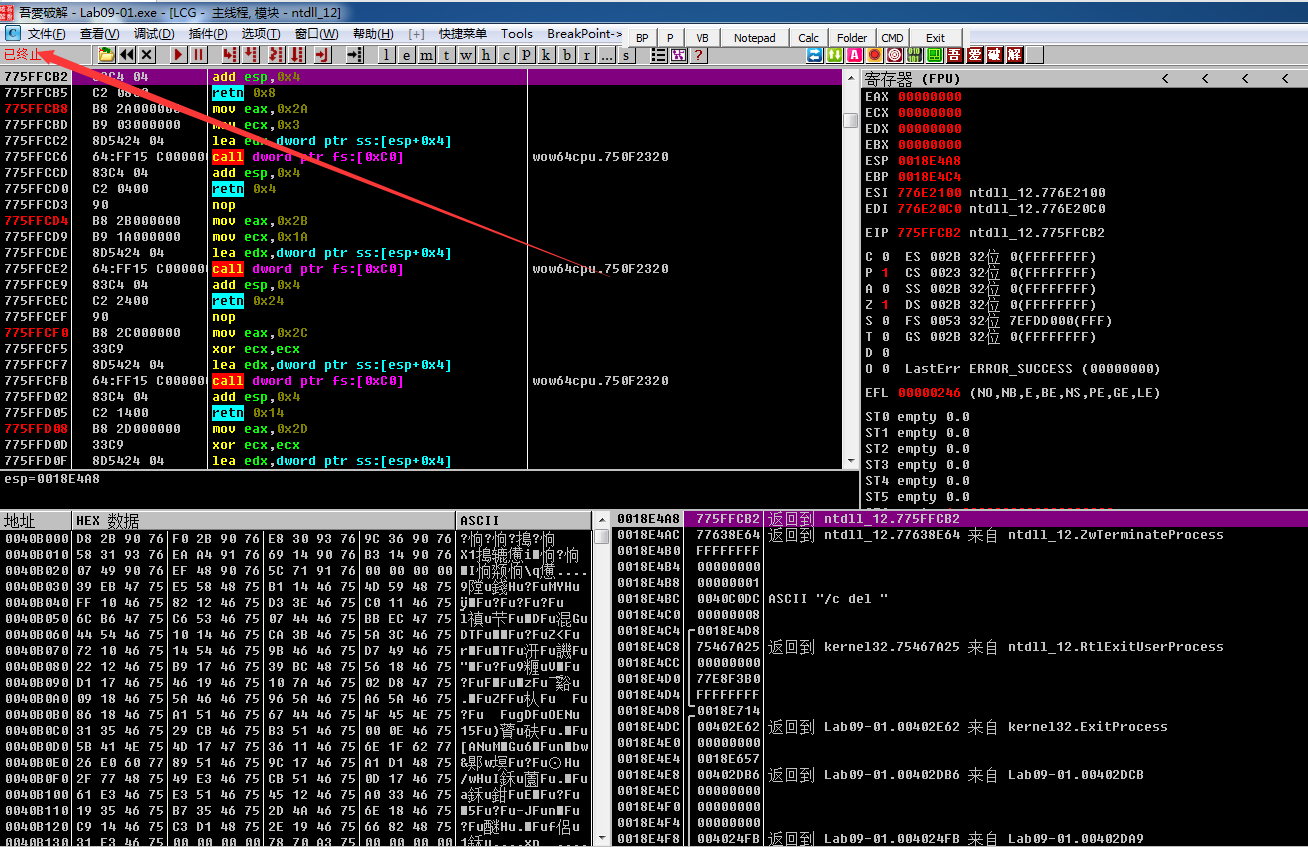 吾爱破解 - Lab09-01.exe - [LCG - 主线程, 模块 - ntdll_12]
文件(F) 查看(V) 调试(D) 插件(P) 选项(T) 窗口(W) 帮助(H) [+] 快捷菜单 Tools BreakPoint-> BP P VB Notepad Calc Folder CMD Exit
已终止 l e m t w h c p k b r ... s ? A 吾 爱 破 解
775FFCB2 83C4 04 add esp,0x4
775FFCB5 retn 0x8
775FFCB8 B8 2A000000 mov eax,0x2A
775FFCBD B9 03000000 mov ecx,0x3
775FFCC2 8D5424 04 lea edx,dword ptr ss:[esp+0x4]
775FFCC6 64:FF15 C00000 call dword ptr fs:[0xC0] wow64cpu.750F2320
775FFCCD 83C4 04 add esp,0x4
775FFCD0 C2 0400 retn 0x4
775FFCD3 90 nop
775FFCD4 B8 2B000000 mov eax,0x2B
775FFCD9 B9 1A000000 mov ecx,0x1A
775FFCDE 8D5424 04 lea edx,dword ptr ss:[esp+0x4]
775FFCE2 64:FF15 C00000 call dword ptr fs:[0xC0] wow64cpu.750F2320
775FFCE9 83C4 04 add esp,0x4
775FFCEC C2 2400 retn 0x24
775FFCEF 90 nop
775FFCF0 B8 2C000000 mov eax,0x2C
775FFCF5 33C9 xor ecx,ecx
775FFCF7 8D5424 04 lea edx,dword ptr ss:[esp+0x4]
775FFCFB 64:FF15 C00000 call dword ptr fs:[0xC0] wow64cpu.750F2320
775FFD02 83C4 04 add esp,0x4
775FFD05 C2 1400 retn 0x14
775FFD08 B8 2D000000 mov eax,0x2D
775FFD0D 33C9 xor ecx,ecx
775FFD0F 8D5424 04 lea edx,dword ptr ss:[esp+0x4]
esp=0018E4A8
寄存器 (FPU) < < < <
EAX 00000000
ECX 00000000
EDX 00000000
EBX 00000000
ESP 0018E4A8
EBP 0018E4C4
ESI 776E2100 ntdll_12.776E2100
EDI 776E20C0 ntdll_12.776E20C0
EIP 775FFCB2 ntdll_12.775FFCB2
C 0 ES 002B 32位 0(FFFFFFFF)
P 1 CS 0023 32位 0(FFFFFFFF)
A 0 SS 002B 32位 0(FFFFFFFF)
Z 1 DS 002B 32位 0(FFFFFFFF)
S 0 FS 0053 32位 7EFDD000(FFF)
T 0 GS 002B 32位 0(FFFFFFFF)
D 0
O 0 LastErr ERROR_SUCCESS (00000000)
EFL 00000246 (NO,NB,E,BE,NS,PE,GE,LE)
ST0 empty 0.0
ST1 empty 0.0
ST2 empty 0.0
ST3 empty 0.0
ST4 empty 0.0
ST5 empty 0.0
地址 HEX 数据 ASCII
0040B000 D8 2B 90 76 F0 2B 90 76 E8 30 93 76 9C 36 90 76
0040B010 58 31 93 76 EA A4 91 76 69 14 90 76 B3 14 90 76
0040B020 07 49 90 76 EF 48 90 76 5C 71 91 76 00 00 00 00
0040B030 39 EB 47 75 E5 58 48 75 B1 14 46 75 4D 59 48 75
0040B040 FF 10 46 75 82 12 46 75 D3 3E 46 75 C0 11 46 75
0040B050 6C B6 47 75 C6 53 46 75 07 44 46 75 BB EC 47 75
0040B060 44 54 46 75 10 14 46 75 CA 3B 46 75 5A 3C 46 75
0040B070 72 10 46 75 14 54 46 75 9B 46 46 75 D7 49 46 75
0040B080 22 12 46 75 B9 17 46 75 39 BC 48 75 56 18 46 75
0040B090 D1 17 46 75 46 19 46 75 10 7A 46 75 02 D8 47 75
0040B0A0 09 18 46 75 5A 46 46 75 96 5A 46 75 A6 5A 46 75
0040B0B0 86 18 46 75 A1 51 46 75 67 44 46 75 4F 45 4E 75
0040B0C0 31 35 46 75 29 CB 46 75 B3 51 46 75 00 0E 46 75
0040B0D0 5B 41 4E 75 4D 17 47 75 36 11 46 75 6E 1F 62 77
0040B0E0 26 E0 60 77 89 51 46 75 9C 17 46 75 A1 D1 48 75
0040B0F0 2F 77 48 75 49 E3 46 75 CB 51 46 75 0D 17 46 75
0040B100 61 E3 46 75 E3 51 46 75 45 12 46 75 A0 33 46 75
0040B110 19 35 46 75 B7 35 46 75 2D 4A 46 75 6E 18 46 75
0040B120 C9 14 46 75 C3 D1 48 75 2E 19 46 75 66 82 48 75
0040B130 31 E3 46 75 00 00 00 00 78 70 A3 75 00 00 00 00
0018E4A8 775FFCB2 返回到 ntdll_12.775FFCB2
0018E4AC 77638E64 返回到 ntdll_12.77638E64 来自 ntdll_12.ZwTerminateProcess
0018E4B0 FFFFFFFF
0018E4B4 00000000
0018E4B8 00000001
0018E4BC 0040C0DC ASCII "/c del "
0018E4C0 00000008
0018E4C4 0018E4D8
0018E4C8 75467A25 返回到 kernel32.75467A25 来自 ntdll_12.RtlExitUserProcess
0018E4CC 00000000
0018E4D0 77E8F3B0
0018E4D4 FFFFFFFF
0018E4D8 0018E714
0018E4DC 00402E62 返回到 Lab09-01.00402E62 来自 kernel32.ExitProcess
0018E4E0 00000000
0018E4E4 0018E657
0018E4E8 00402DB6 返回到 Lab09-01.00402DB6 来自 Lab09-01.00402DCB
0018E4EC 00000000
0018E4F0 00000000
0018E4F4 00000000
0018E4F8 004024FB 返回到 Lab09-01.004024FB 来自 Lab09-01.00402DA9